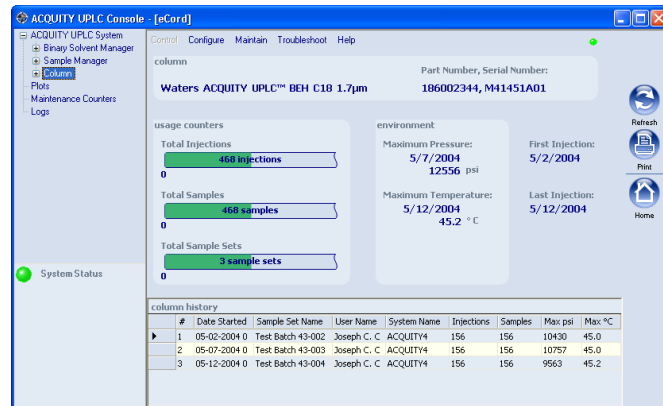 ACQUITY UPLC Console - [eCord]
ACQUITY UPLC System
Binary Solvent Manager
Sample Manager
Column
Plots
Maintenance Counters
Logs
System Status
Control Configure Maintain Troubleshoot Help
column
Part Number, Serial Number:
Waters ACQUITY UPLC™ BEH C18 1.7µm 186002344, M41451A01
usage counters
Total Injections
468 injections
0
Total Samples
468 samples
0
Total Sample Sets
3 sample sets
0
environment
Maximum Pressure: First Injection:
5/7/2004 5/2/2004
12556 psi
Maximum Temperature: Last Injection:
5/12/2004 5/12/2004
45.2 °C
Refresh
Print
Home
column history
# Date Started Sample Set Name User Name System Name Injections Samples Max psi Max °C
1 05-02-2004 0 Test Batch 43-002 Joseph C. C ACQUITY4 156 156 10430 45.0
2 05-07-2004 0 Test Batch 43-003 Joseph C. C ACQUITY4 156 156 10757 45.0
3 05-12-2004 0 Test Batch 43-004 Joseph C. C ACQUITY4 156 156 9563 45.2